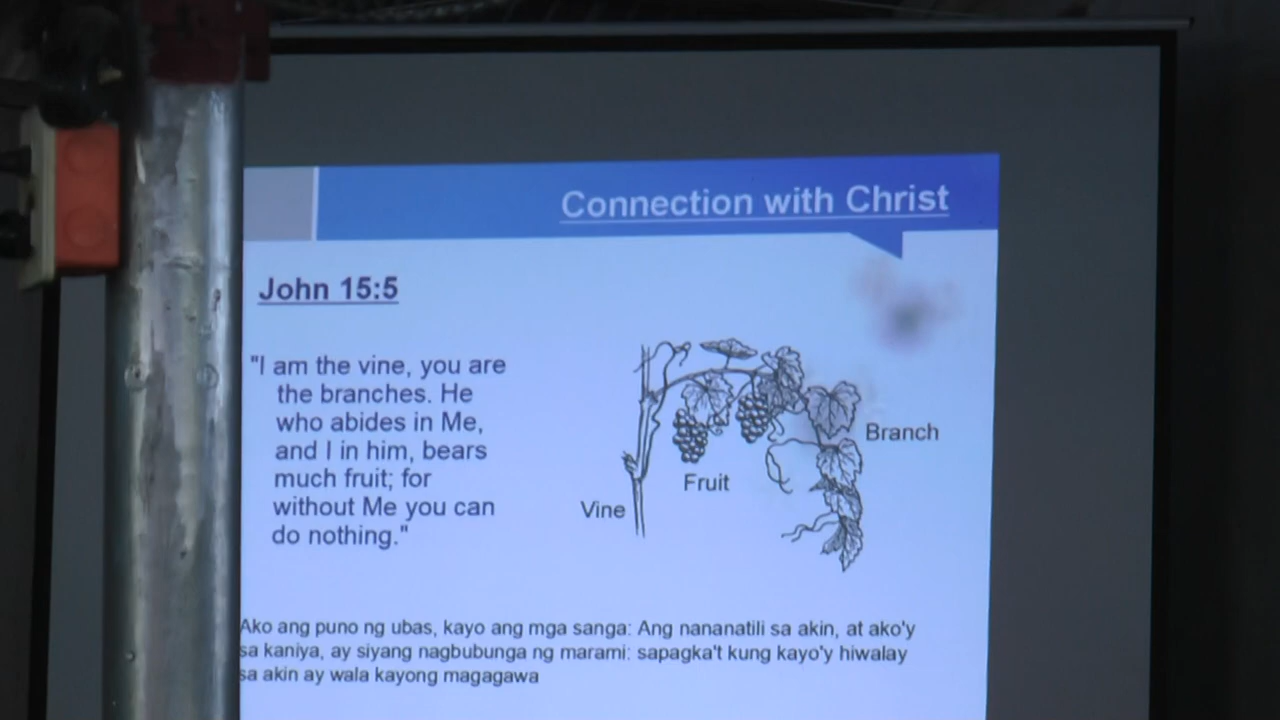 Connection with Christ
John 15:5
"I am the vine, you are
the branches. He
who abides in Me,
and I in him, bears
much fruit; for
without Me you can
do nothing."
Branch
Fruit
Vine
Ako ang puno ng ubas, kayo ang mga sanga: Ang nananatili sa akin, at ako'y
sa kaniya, ay siyang nagbubunga ng marami: sapagka't kung kayo'y hiwalay
sa akin ay wala kayong magagawa